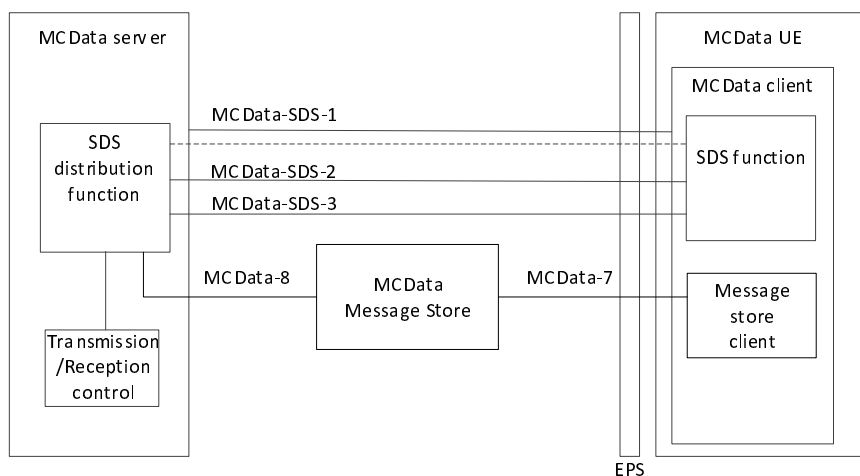 MCData server
MCData UE
MCData client
MCData-SDS-1
SDS
distribution
function
SDS function
MCData-SDS-2
MCData-SDS-3
MCData-8
MCData
Message Store
MCData-7
Message
store
client
Transmission
/Reception
control
EPS